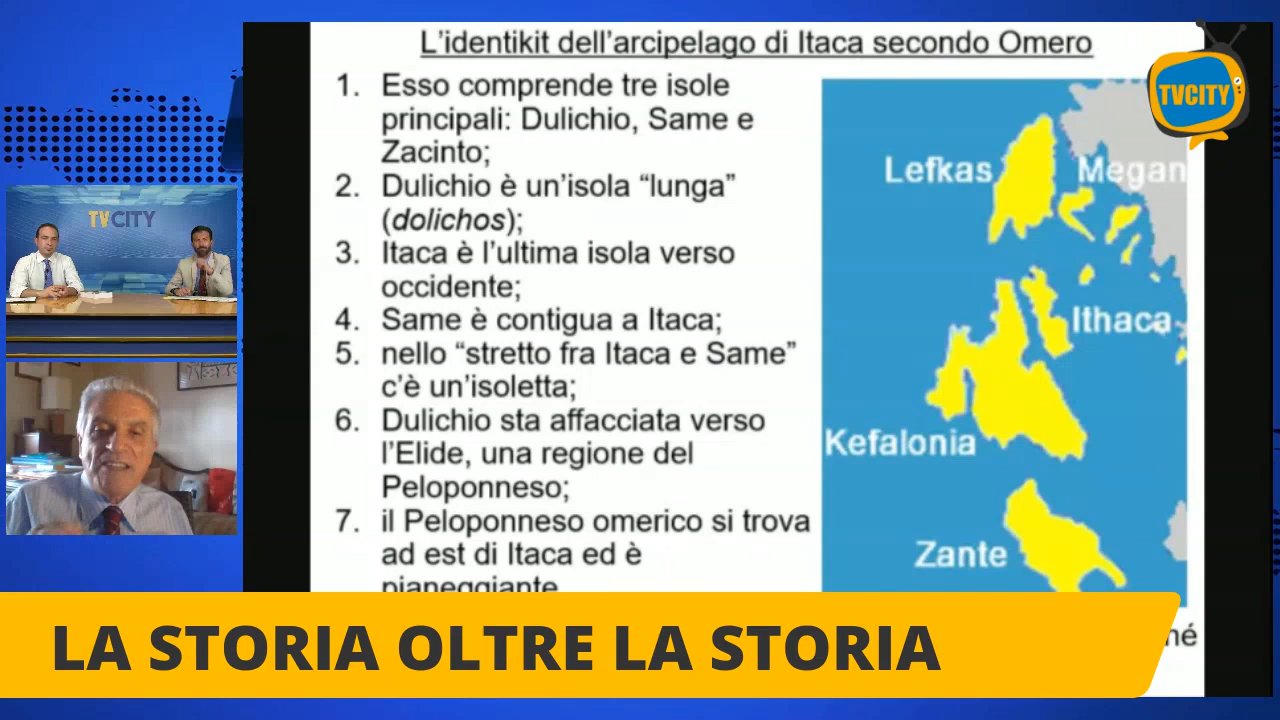 L’identikit dell’arcipelago di Itaca secondo Omero
1. Esso comprende tre isole
principali: Dulichio, Same e
Zacinto;
2. Dulichio è un’isola “lunga”
(dolichos);
3. Itaca è l’ultima isola verso
occidente;
4. Same è contigua a Itaca;
5. nello “stretto fra Itaca e Same”
c’è un’isoletta;
6. Dulichio sta affacciata verso
l’Elide, una regione del
Peloponneso;
7. il Peloponneso omerico si trova
ad est di Itaca ed è
pianeggiante
Lefkas
Megan
Ithaca
Kefalonia
Zante
TVCITY
TVCITY
LA STORIA OLTRE LA STORIA